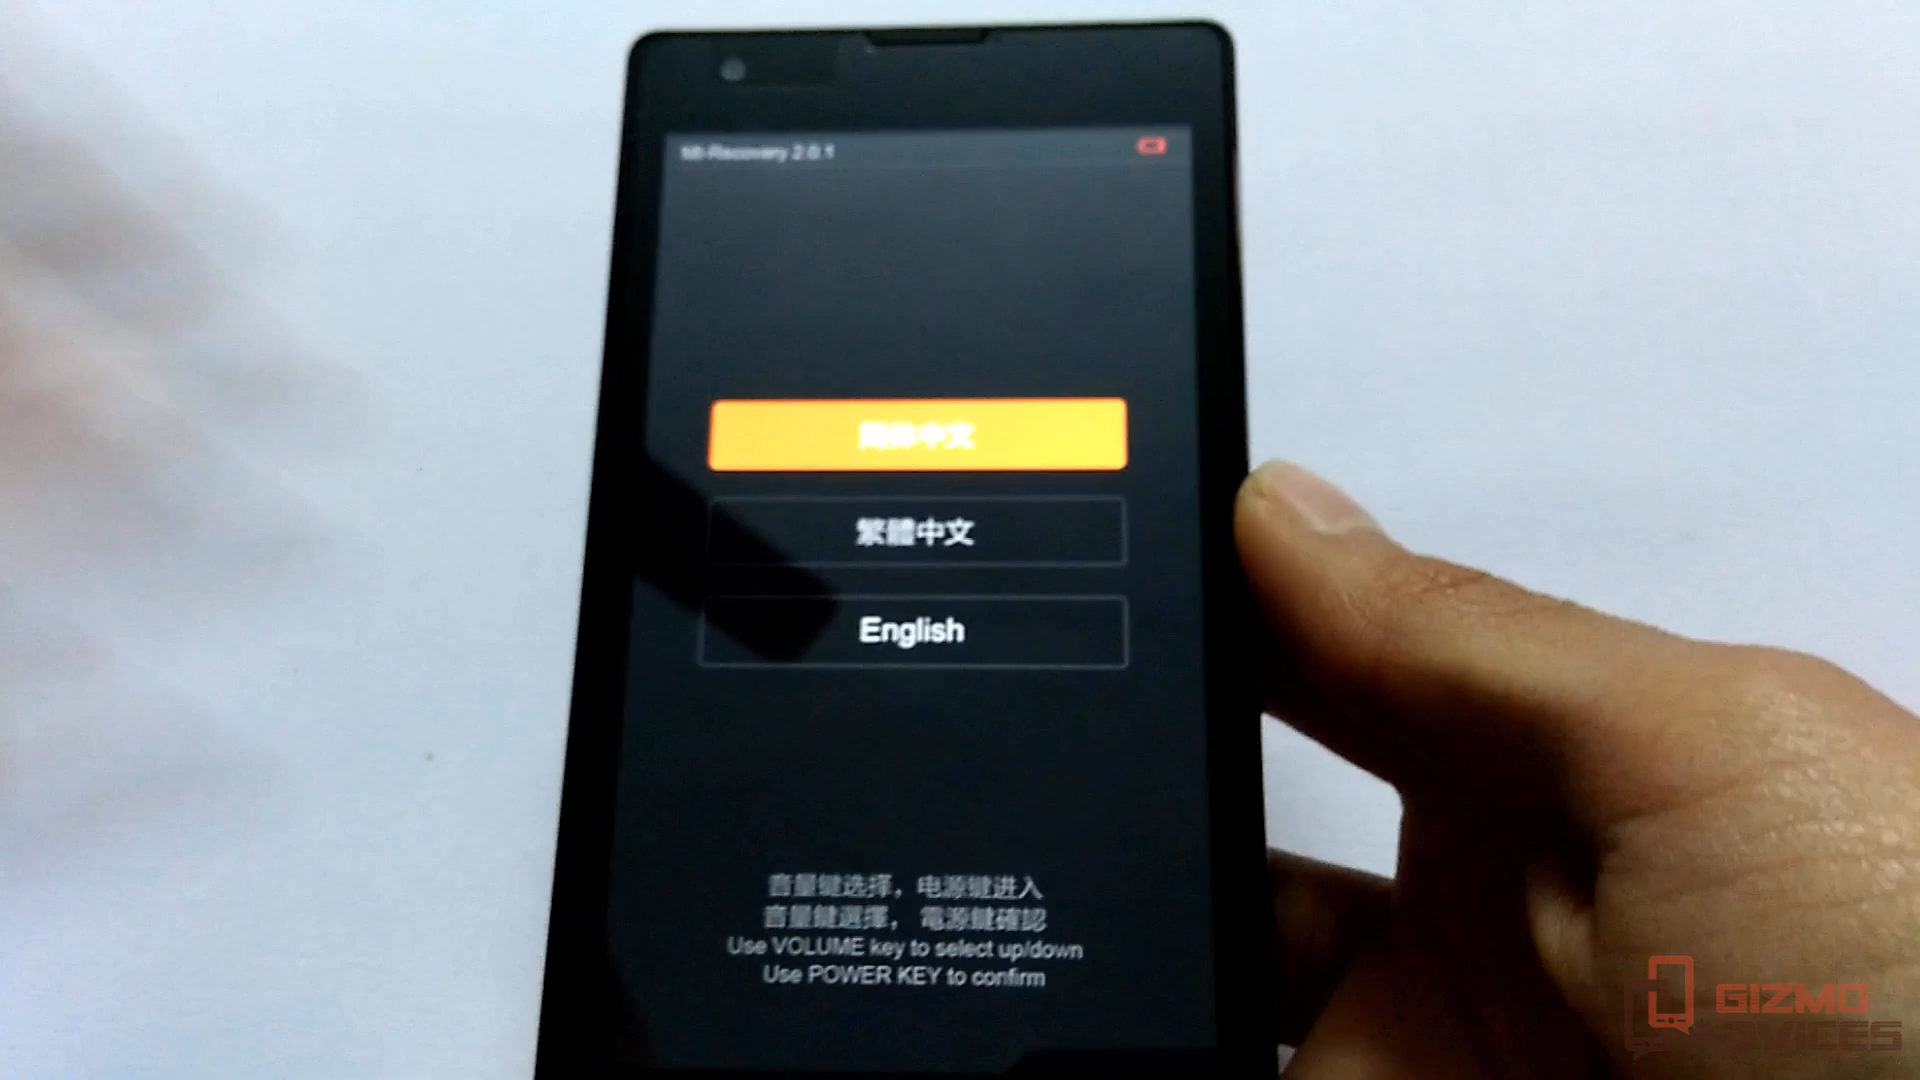 Mi-Recovery 2.0.1
简体中文
繁體中文
English
音量键选择，电源键进入
音量鍵選擇， 電源鍵確認
Use VOLUME key to select up/down
Use POWER KEY to confirm
GIZMO
ADVICES